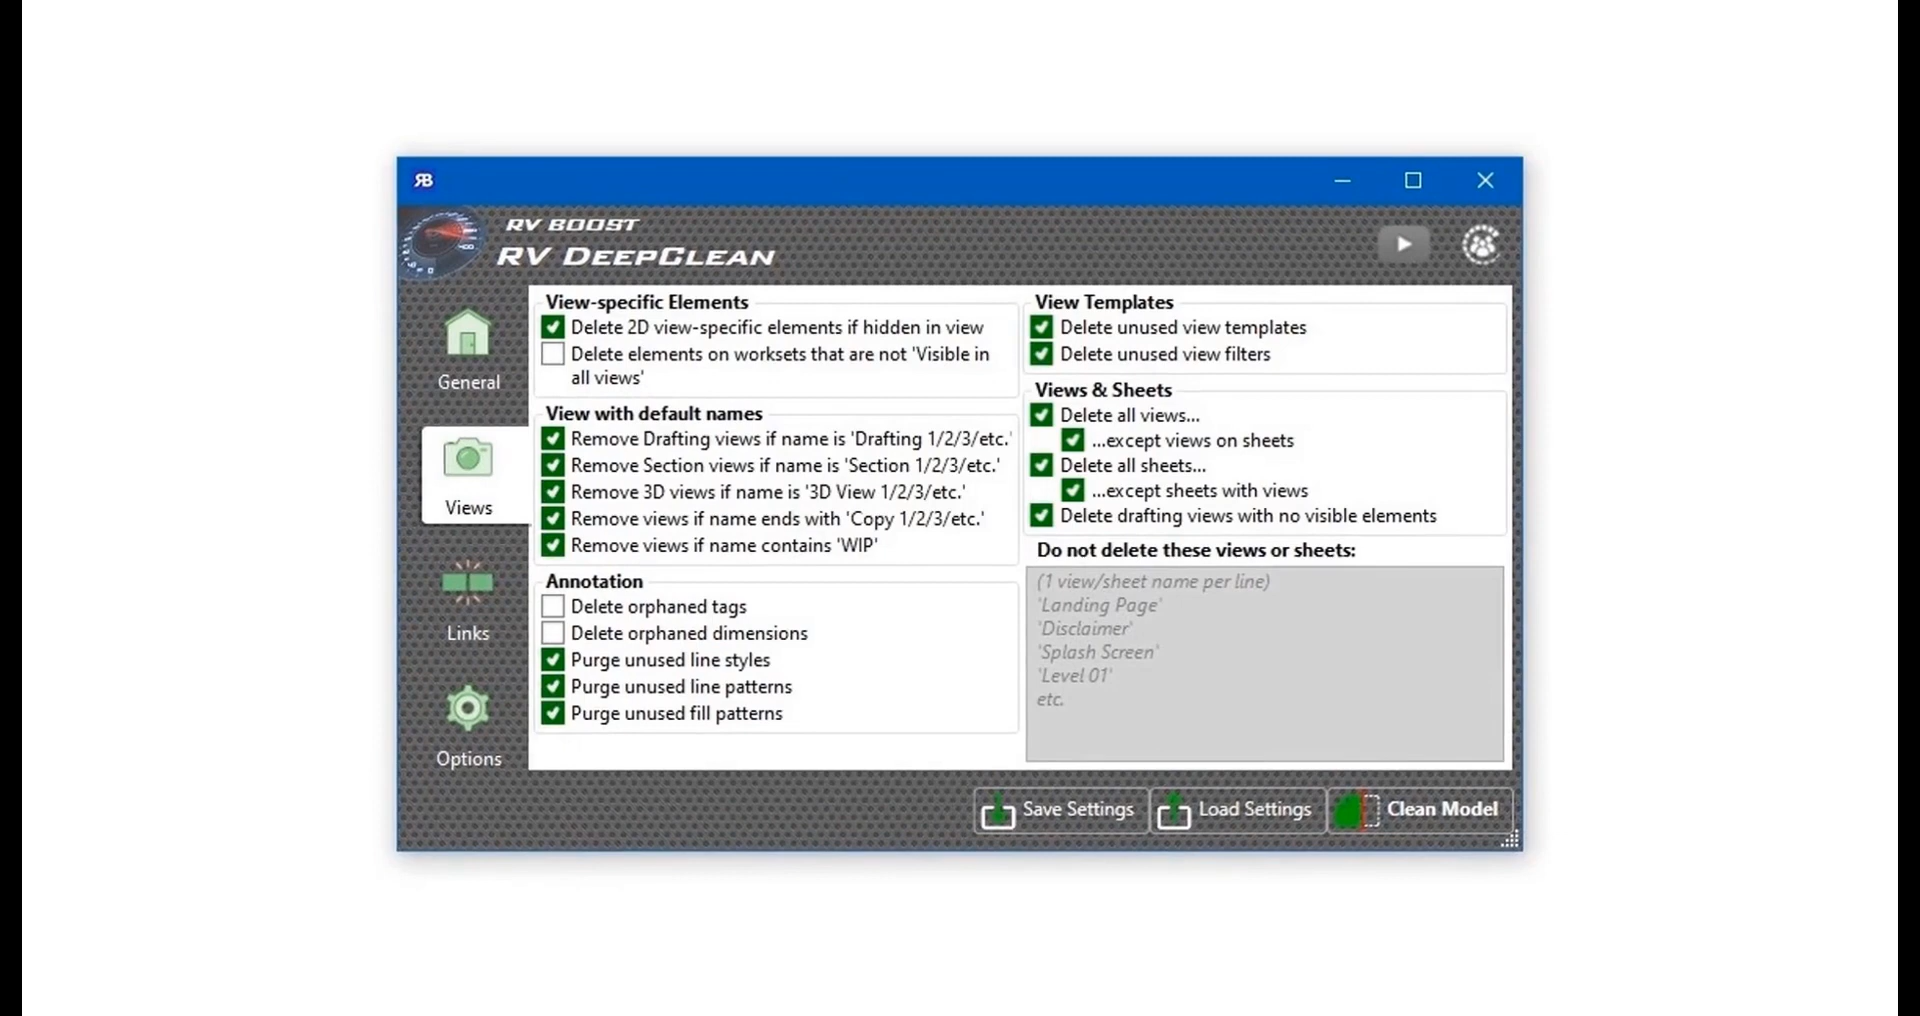 RB
RV BOOST
RV DEEPCLEAN
General
Views
Links
Options
View-specific Elements
Delete 2D view-specific elements if hidden in view
Delete elements on worksets that are not 'Visible in
all views'
View with default names
Remove Drafting views if name is 'Drafting 1/2/3/etc.'
Remove Section views if name is 'Section 1/2/3/etc.'
Remove 3D views if name is '3D View 1/2/3/etc.'
Remove views if name ends with 'Copy 1/2/3/etc.'
Remove views if name contains 'WIP'
Annotation
Delete orphaned tags
Delete orphaned dimensions
Purge unused line styles
Purge unused line patterns
Purge unused fill patterns
View Templates
Delete unused view templates
Delete unused view filters
Views & Sheets
Delete all views...
...except views on sheets
Delete all sheets...
...except sheets with views
Delete drafting views with no visible elements
Do not delete these views or sheets:
(1 view/sheet name per line)
'Landing Page'
'Disclaimer'
'Splash Screen'
'Level 01'
etc.
Save Settings
Load Settings
Clean Model